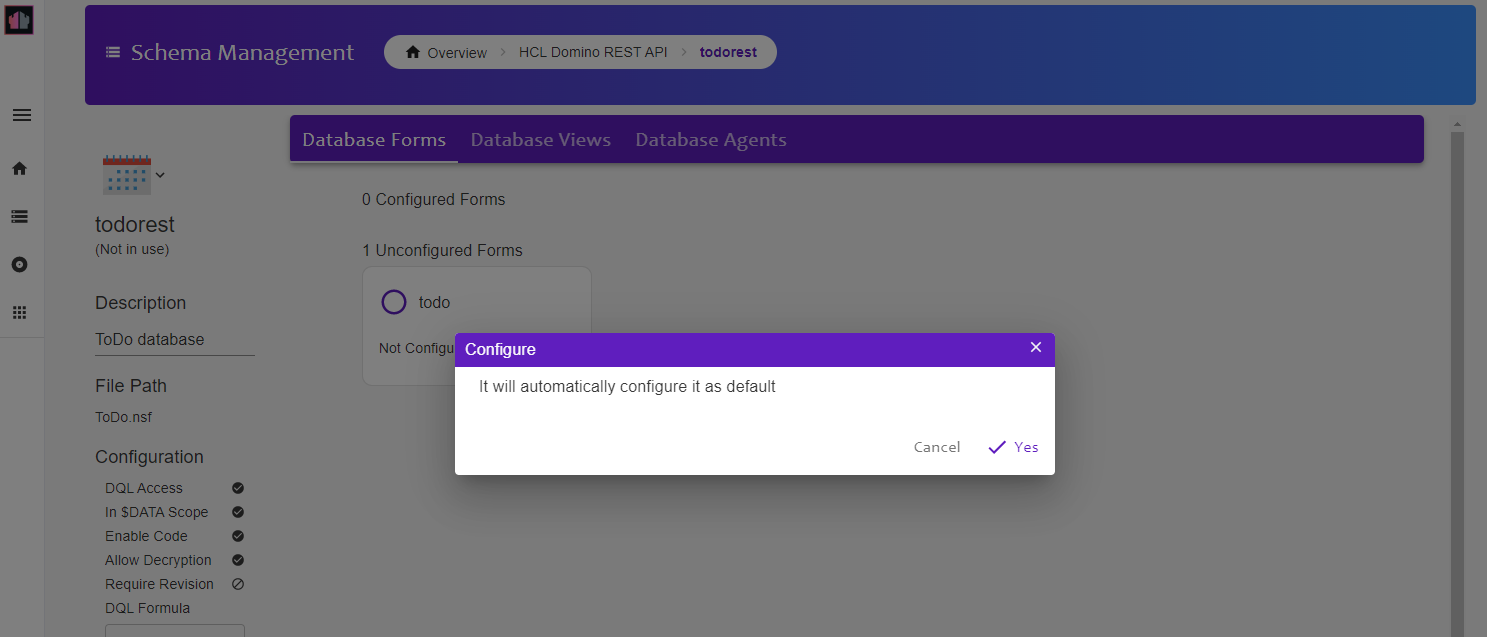 Schema Management
Overview > HCL Domino REST API > todorest
Database Forms Database Views Database Agents
todorest
(Not in use)
Description
ToDo database
File Path
ToDo.nsf
Configuration
DQL Access
In $DATA Scope
Enable Code
Allow Decryption
Require Revision
DQL Formula
0 Configured Forms
1 Unconfigured Forms
todo
Not Configu
Configure
It will automatically configure it as default
Cancel Yes